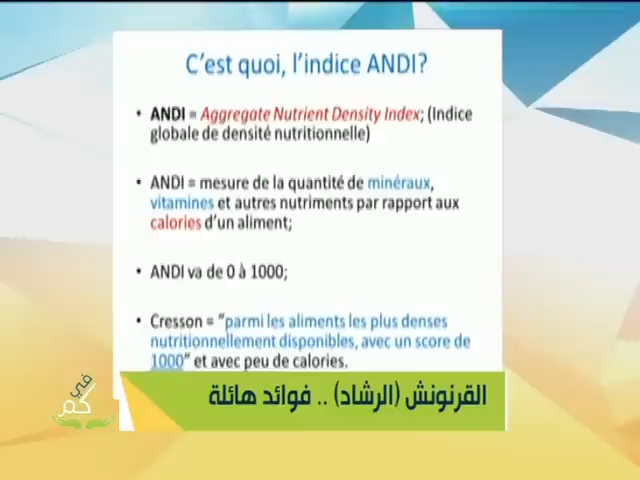 C'est quoi, l'indice ANDI?
• ANDI = Aggregate Nutrient Density Index; (Indice
globale de densité nutritionnelle)
• ANDI = mesure de la quantité de minéraux,
vitamines et autres nutriments par rapport aux
calories d'un aliment;
• ANDI va de 0 à 1000;
• Cresson = "parmi les aliments les plus denses
nutritionnellement disponibles, avec un score de
1000" et avec peu de calories.
القرنونش (الرشاد) .. فوائد هائلة
في
كم